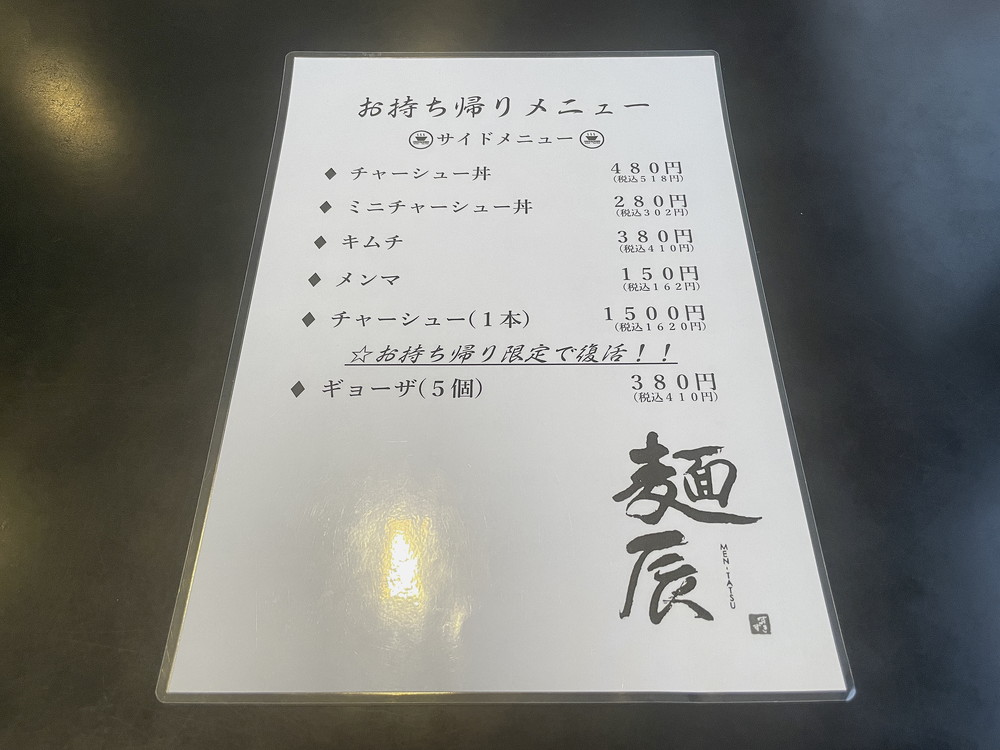 お持ち帰りメニュー
サイドメニュー
◆ チャーシュー丼 480円
(税込518円)
◆ ミニチャーシュー丼 280円
(税込302円)
◆ キムチ 380円
(税込410円)
◆ メンマ 150円
(税込162円)
◆ チャーシュー(1本) 1500円
(税込1620円)
☆お持ち帰り限定で復活!!
◆ ギョーザ(5個) 380円
(税込410円)
麺辰
MEN-TATSU